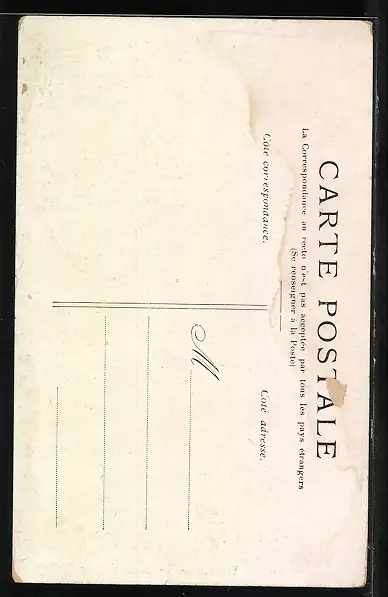 CARTE POSTALE
La Correspondance au recto n'est pas acceptée par tous les pays étrangers
(Se renseigner à la Poste)
Côté correspondance.
Coté adresse.
M